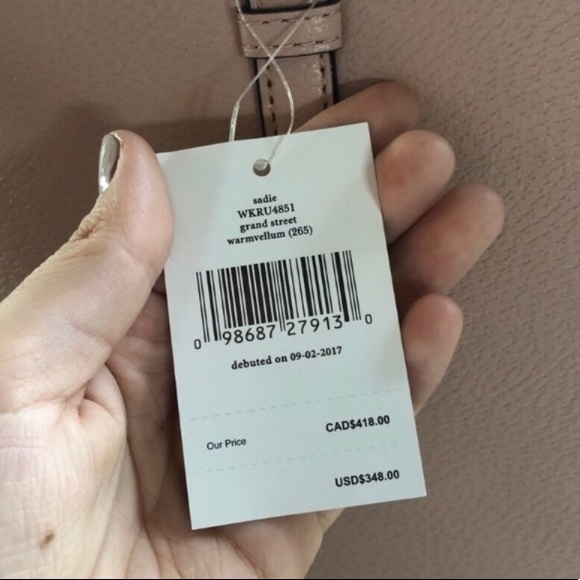 sadie
WKRU4851
grand street
warmvellum (265)
0 98687 27913 0
debuted on 09-02-2017
Our Price CAD$418.00
USD$348.00